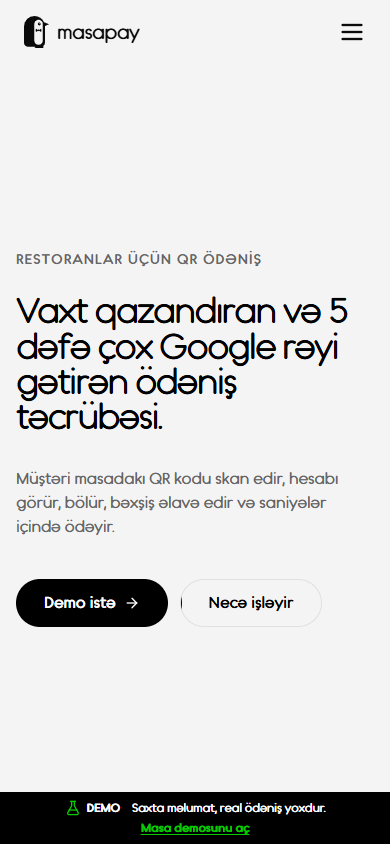 masapay
RESTORANLAR ÜÇÜN QR ÖDƏNİŞ
Vaxt qazandıran və 5
dəfə çox Google rəyi
gətirən ödəniş
təcrübəsi.
Müştəri masadakı QR kodu skan edir, hesabı
görür, bölür, bəxşiş əlavə edir və saniyələr
içində ödəyir.
Demo istə →
Necə işləyir
DEMO Saxta məlumat, real ödəniş yoxdur.
Masa demosunu aç